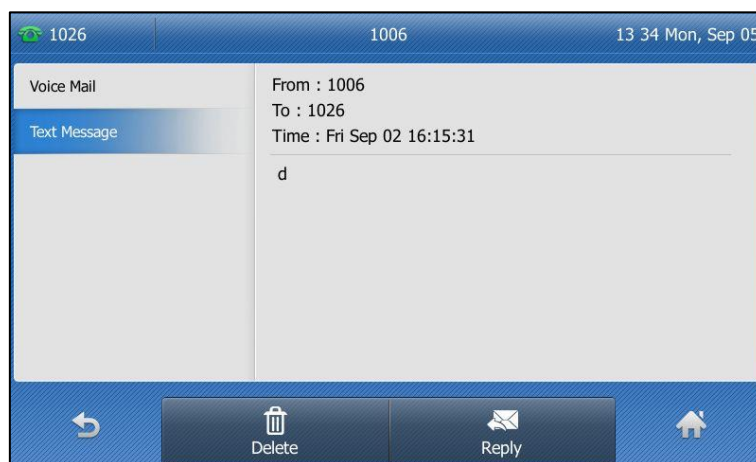 1026 1006 13 34 Mon, Sep 05
Voice Mail
Text Message
From : 1006
To : 1026
Time : Fri Sep 02 16:15:31
d
Delete
Reply